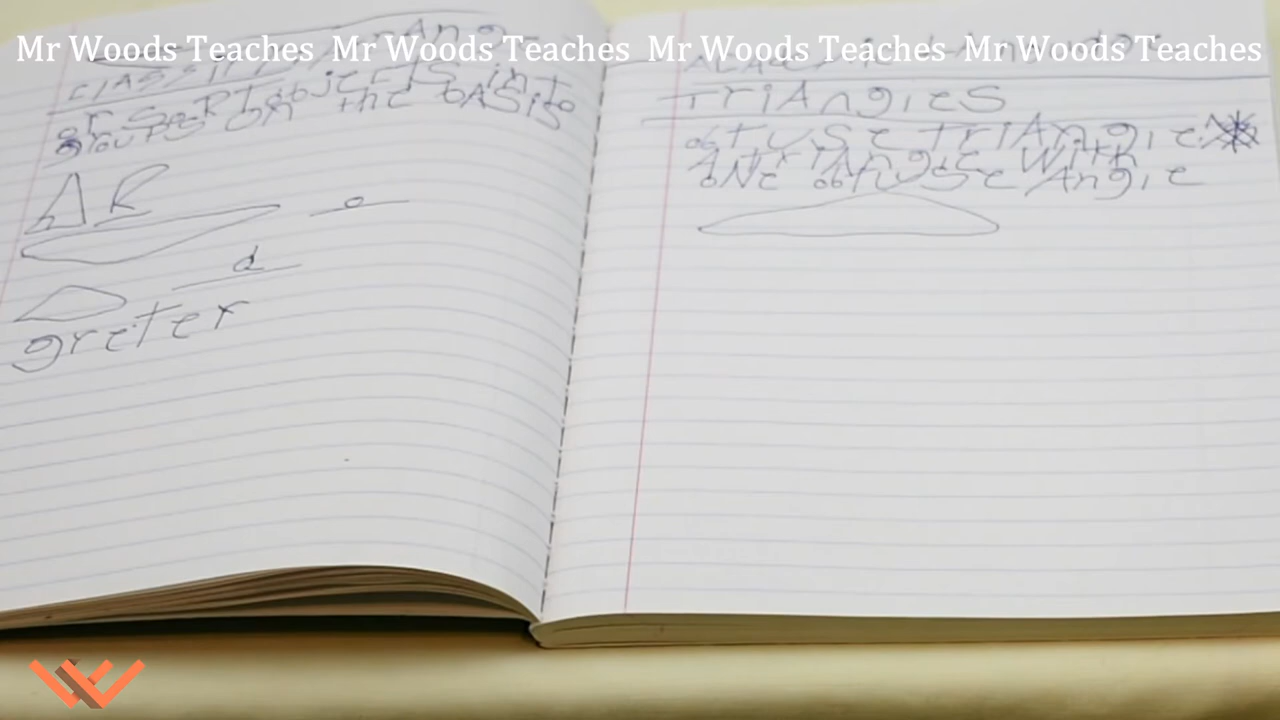 Mr Woods Teaches Mr Woods Teaches Mr Woods Teaches Mr Woods Teaches
or SORT objects into
groups on the bASIS
R
o
d
greter
TriAngles
obtuse triAngle
A triAngle With
oNe obtuse Angle